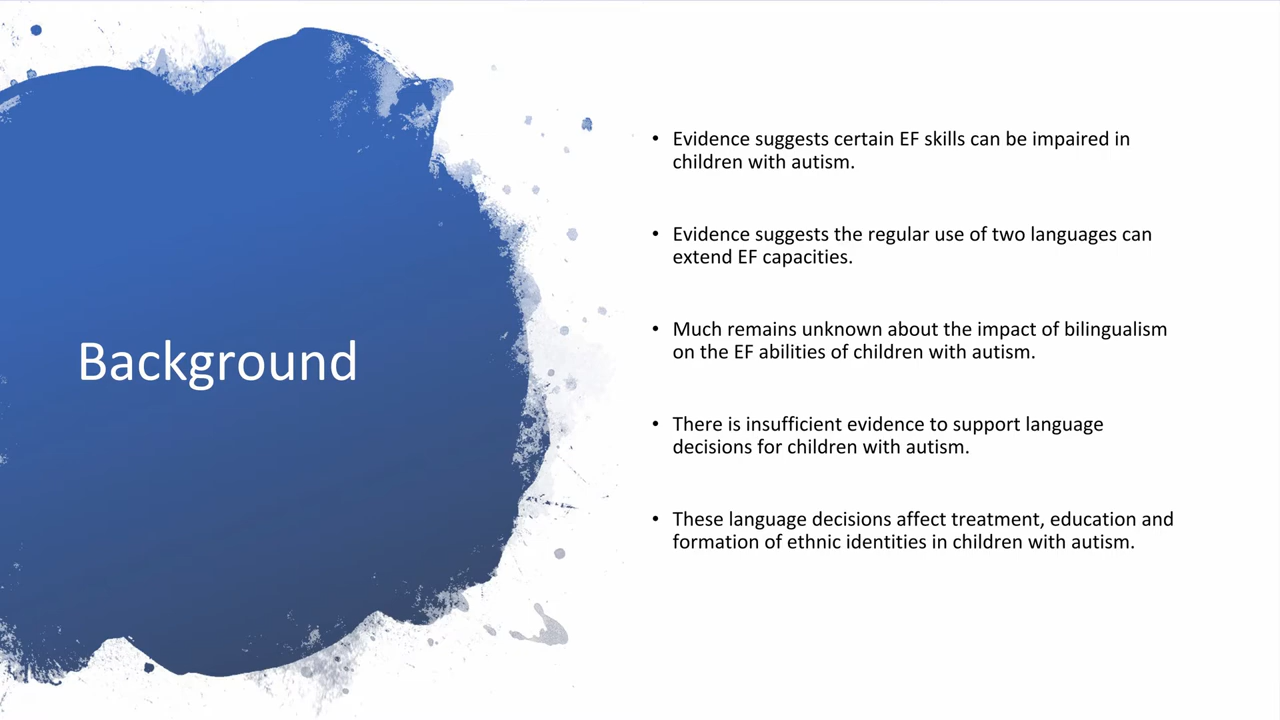 Background
• Evidence suggests certain EF skills can be impaired in
children with autism.
• Evidence suggests the regular use of two languages can
extend EF capacities.
• Much remains unknown about the impact of bilingualism
on the EF abilities of children with autism.
• There is insufficient evidence to support language
decisions for children with autism.
• These language decisions affect treatment, education and
formation of ethnic identities in children with autism.